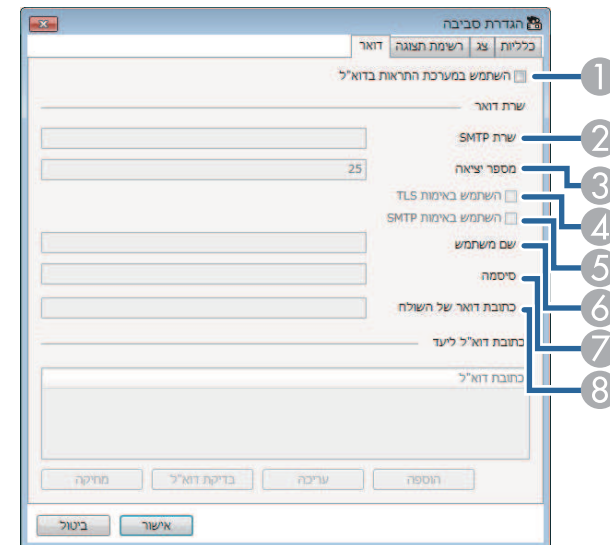 הגדרת סביבה
כלליות צג רשימת תצוגה דואר
השתמש במערכת התראות בדוא"ל
1
שרת דואר
שרת SMTP
2
מספר יציאה
25
3
השתמש באימות TLS
4
השתמש באימות SMTP
5
שם משתמש
6
סיסמה
7
כתובת דואר של השולח
8
כתובת דוא"ל ליעד
כתובת דוא"ל
הוספה עריכה בדיקת דוא"ל מחיקה
אישור ביטול